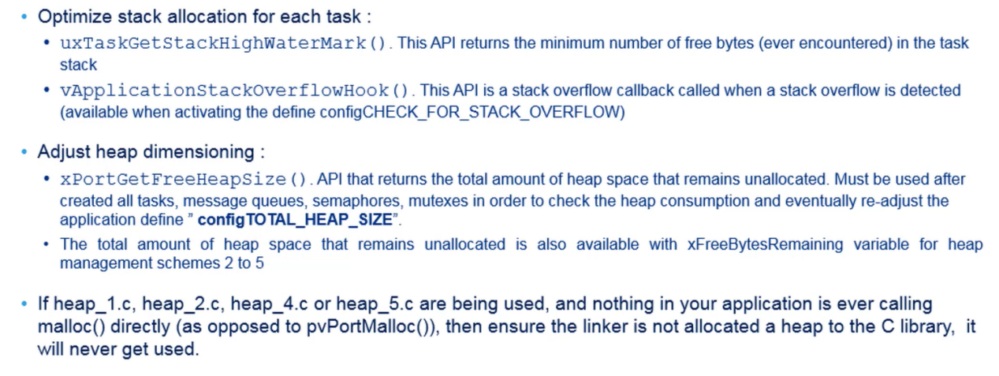 • Optimize stack allocation for each task :
• uxTaskGetStackHighWaterMark(). This API returns the minimum number of free bytes (ever encountered) in the task
stack
• vApplicationStackOverflowHook(). This API is a stack overflow callback called when a stack overflow is detected
(available when activating the define configCHECK_FOR_STACK_OVERFLOW)
• Adjust heap dimensioning :
• xPortGetFreeHeapSize(). API that returns the total amount of heap space that remains unallocated. Must be used after
created all tasks, message queues, semaphores, mutexes in order to check the heap consumption and eventually re-adjust the
application define ” configTOTAL_HEAP_SIZE”.
• The total amount of heap space that remains unallocated is also available with xFreeBytesRemaining variable for heap
management schemes 2 to 5
• If heap_1.c, heap_2.c, heap_4.c or heap_5.c are being used, and nothing in your application is ever calling
malloc() directly (as opposed to pvPortMalloc()), then ensure the linker is not allocated a heap to the C library, it
will never get used.